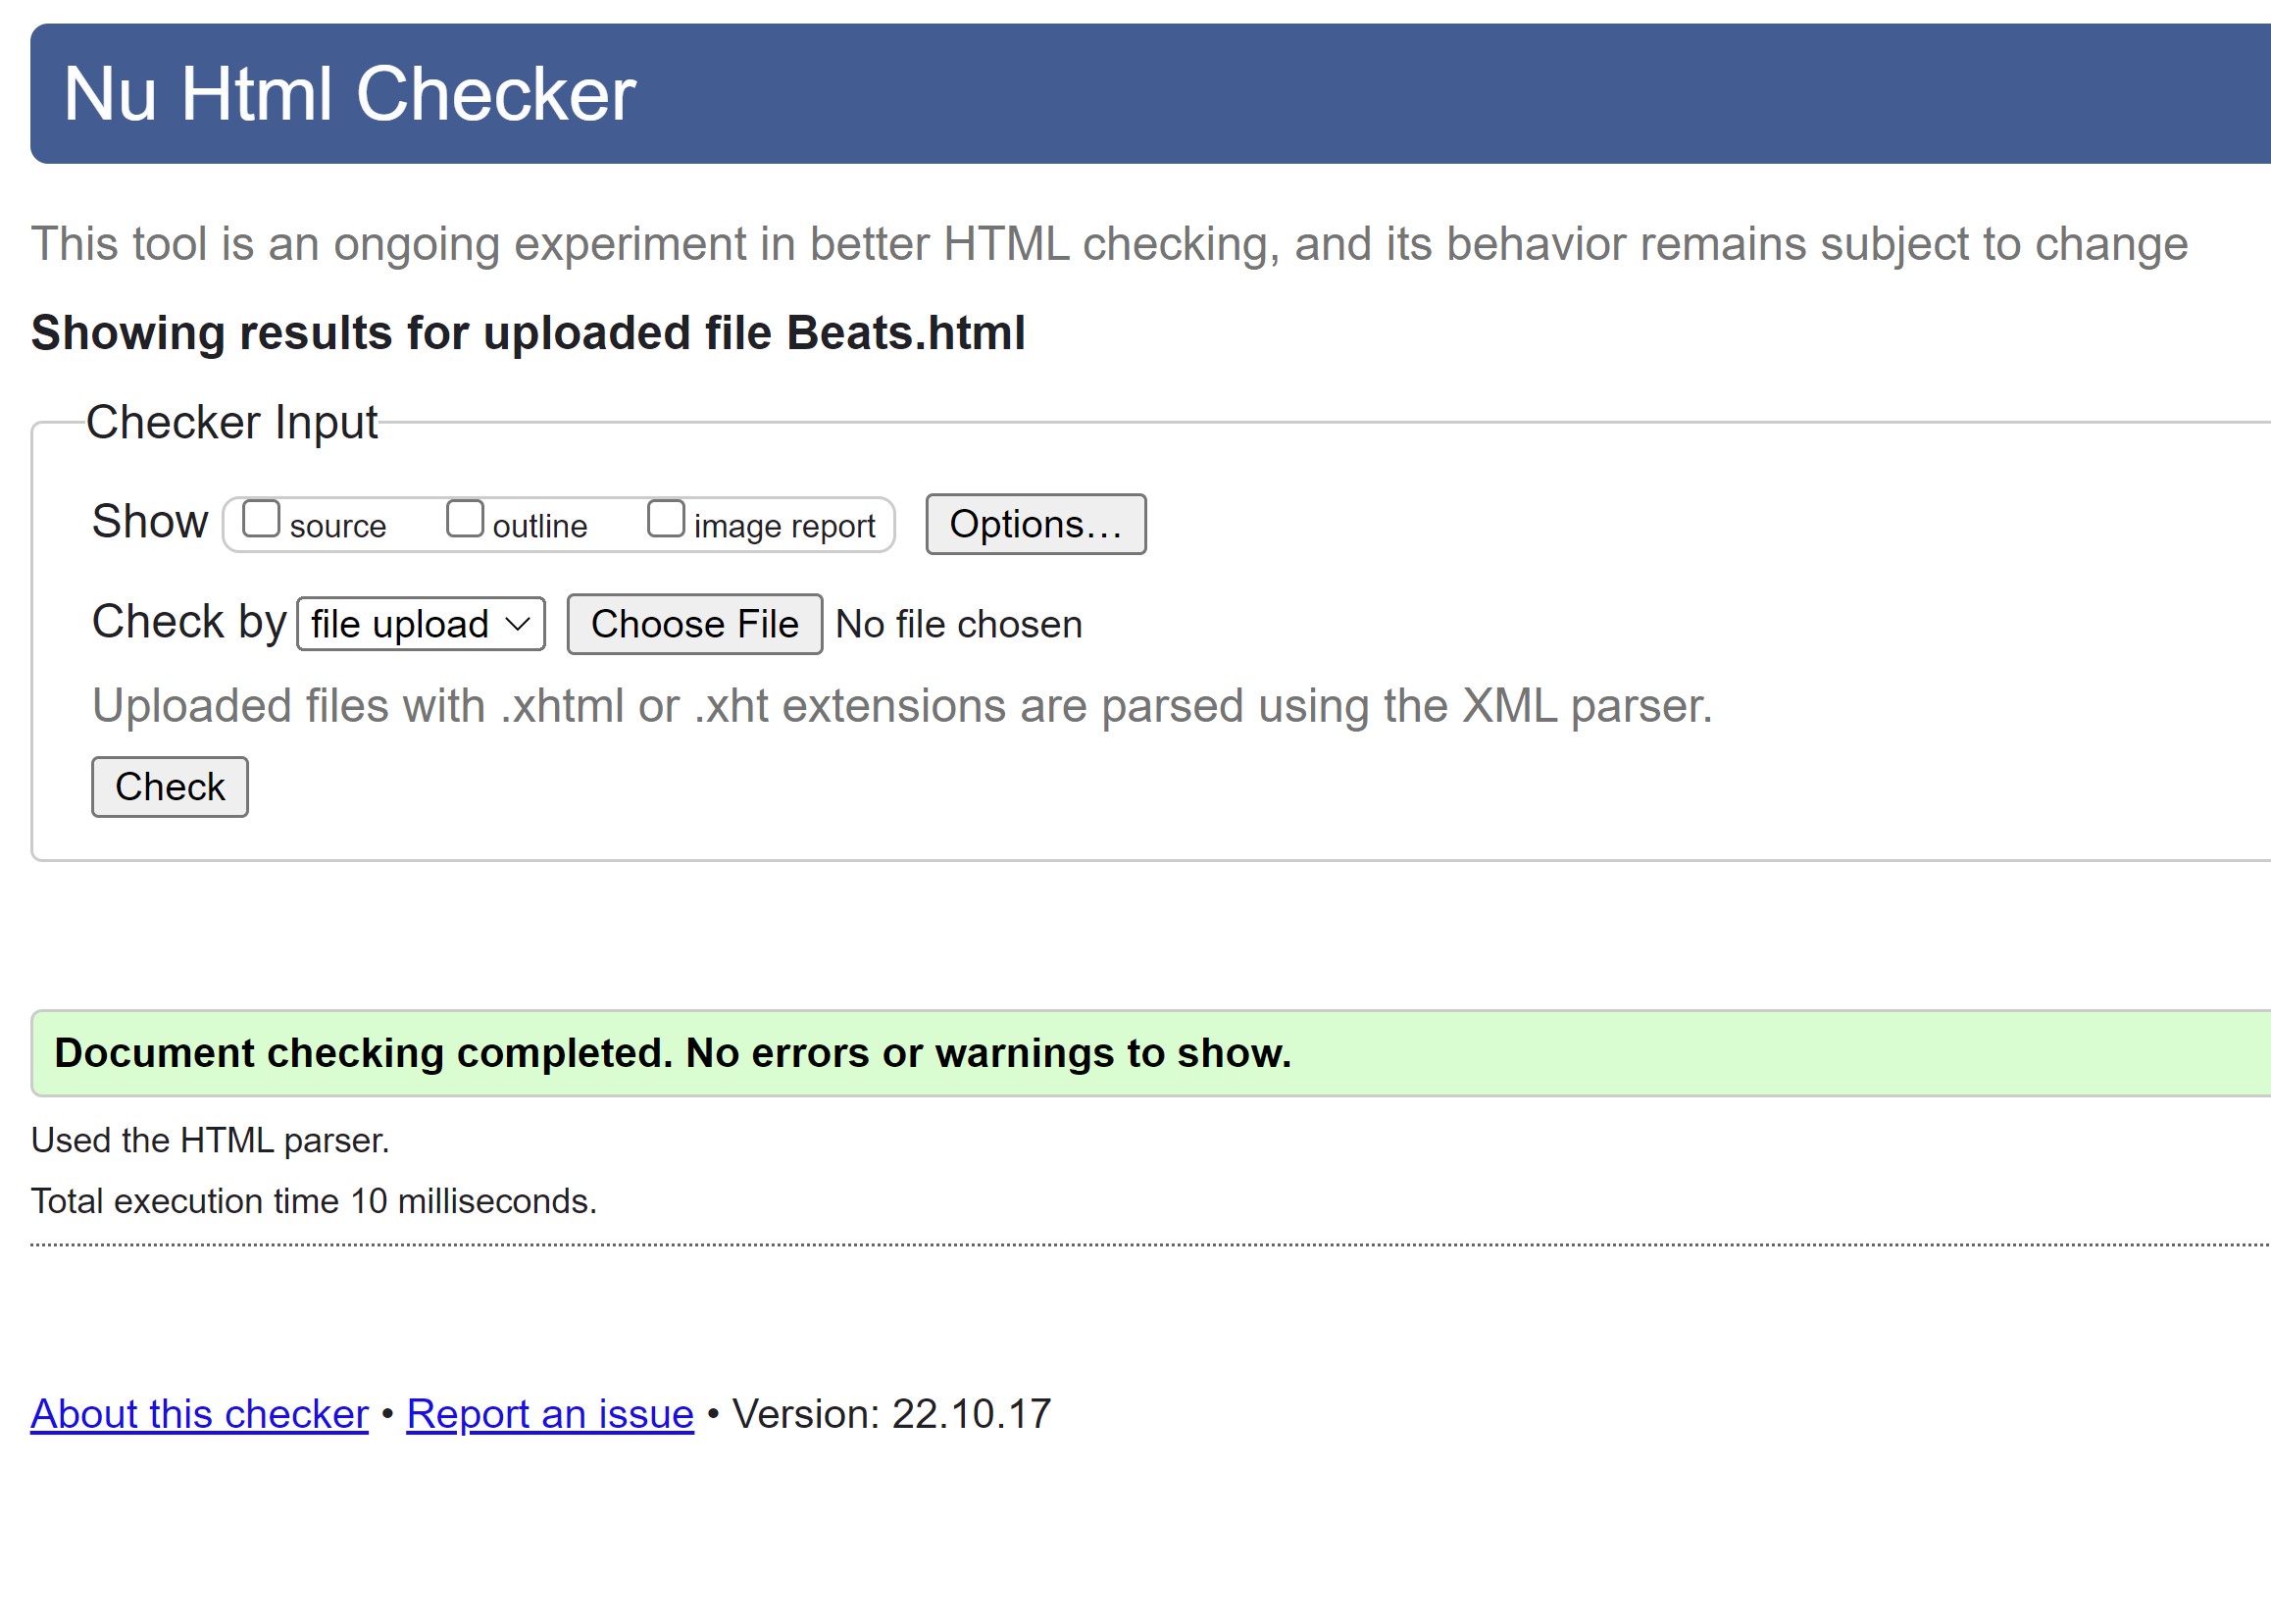 Nu Html Checker
This tool is an ongoing experiment in better HTML checking, and its behavior remains subject to change
Showing results for uploaded file Beats.html
Checker Input
Show source outline image report Options…
Check by file upload Choose File No file chosen
Uploaded files with .xhtml or .xht extensions are parsed using the XML parser.
Check
Document checking completed. No errors or warnings to show.
Used the HTML parser.
Total execution time 10 milliseconds.
About this checker • Report an issue • Version: 22.10.17